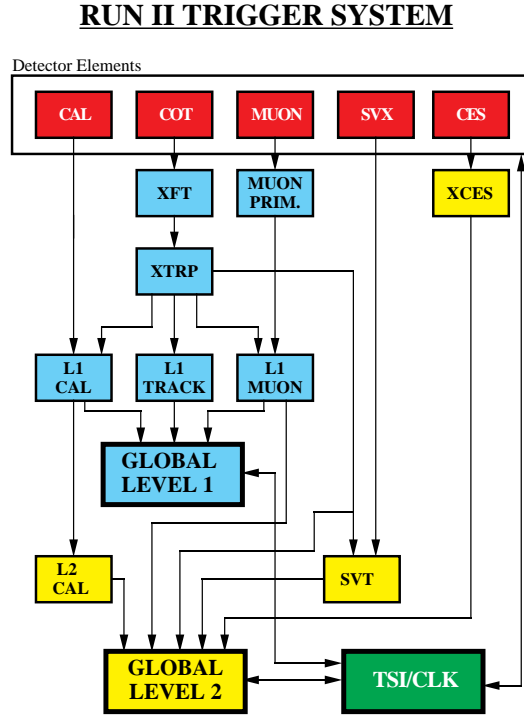 RUN II TRIGGER SYSTEM
Detector Elements
CAL
COT
MUON
SVX
CES
XFT
MUON
PRIM.
XCES
XTRP
L1
CAL
L1
TRACK
L1
MUON
GLOBAL
LEVEL 1
L2
CAL
SVT
GLOBAL
LEVEL 2
TSI/CLK